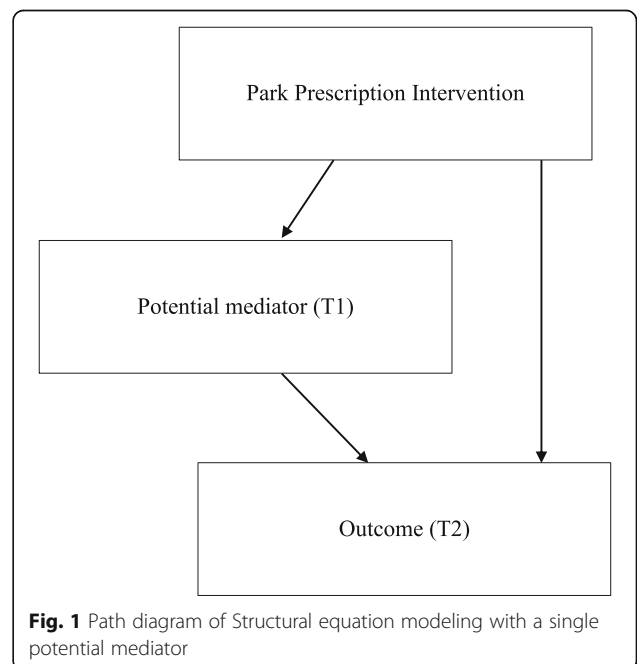 Park Prescription Intervention
Potential mediator (T1)
Outcome (T2)
Fig. 1 Path diagram of Structural equation modeling with a single
potential mediator